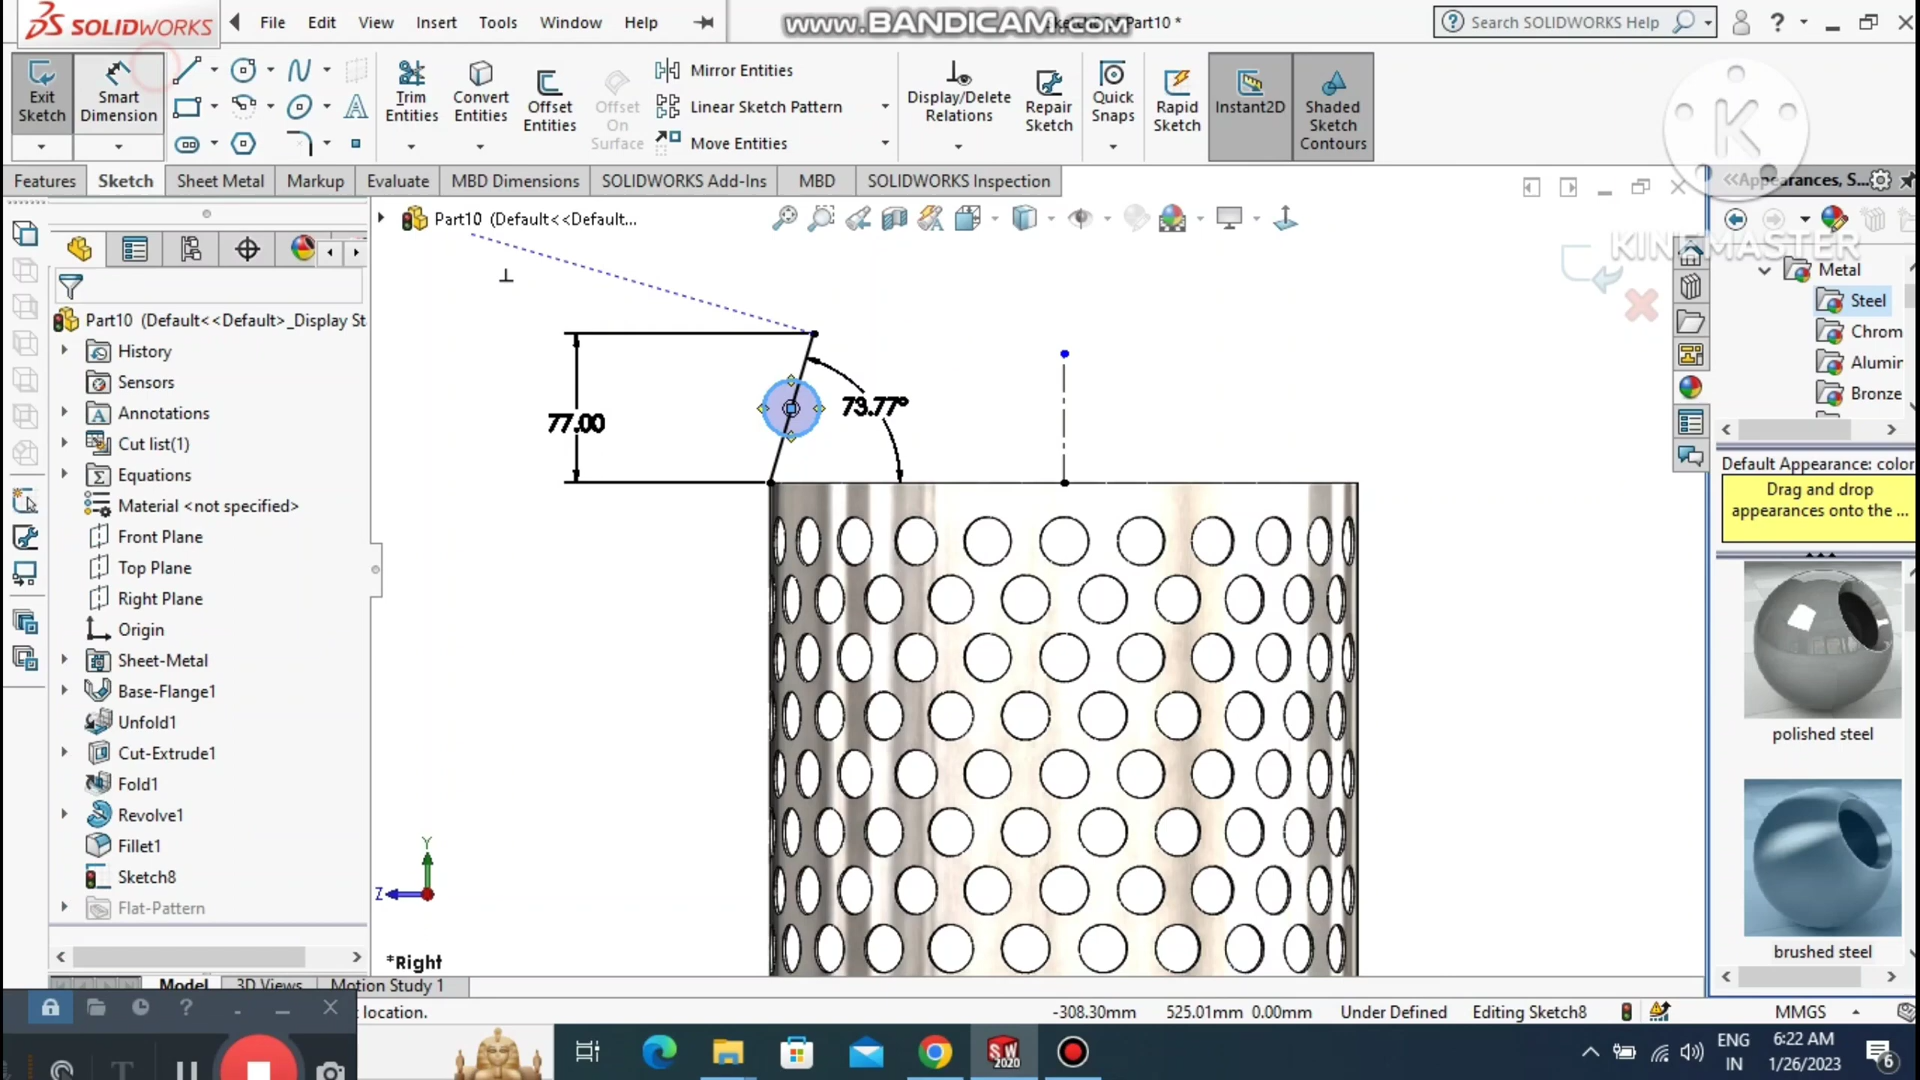 SOLIDWORKS
File Edit View Insert Tools Window Help
www.BANDICAM.com
Part10 *
Search SOLIDWORKS Help
Exit Sketch
Smart Dimension
Trim Entities
Convert Entities
Offset Entities
Offset On Surface
Mirror Entities
Linear Sketch Pattern
Move Entities
Display/Delete Relations
Repair Sketch
Quick Snaps
Rapid Sketch
Instant2D
Shaded Sketch Contours
K
Features Sketch Sheet Metal Markup Evaluate MBD Dimensions SOLIDWORKS Add-Ins MBD SOLIDWORKS Inspection
<<Appearances, S...
Part10 (Default<<Default...
KINEMASTER
Metal
Steel
Chrom
Alumir
Bronze
Part10 (Default<<Default>_Display St
History
Sensors
Annotations
Cut list(1)
Equations
Material <not specified>
Front Plane
Top Plane
Right Plane
Origin
Sheet-Metal
Base-Flange1
Unfold1
Cut-Extrude1
Fold1
Revolve1
Fillet1
Sketch8
Flat-Pattern
77.00
73.77°
Default Appearance: color
Drag and drop
appearances onto the ...
polished steel
brushed steel
Y
Z
*Right
Model 3D Views Motion Study 1
t location.
-308.30mm 525.01mm 0.00mm Under Defined Editing Sketch8 MMGS
SW 2020
ENG
IN
6:22 AM
1/26/2023
6